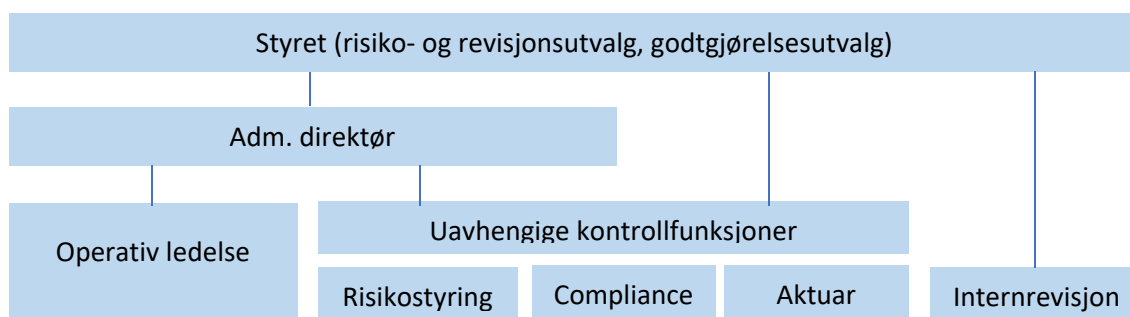 Styret (risiko- og revisjonsutvalg, godtgjørelsesutvalg)
Adm. direktør
Operativ ledelse
Uavhengige kontrollfunksjoner
Risikostyring
Compliance
Aktuar
Internrevisjon